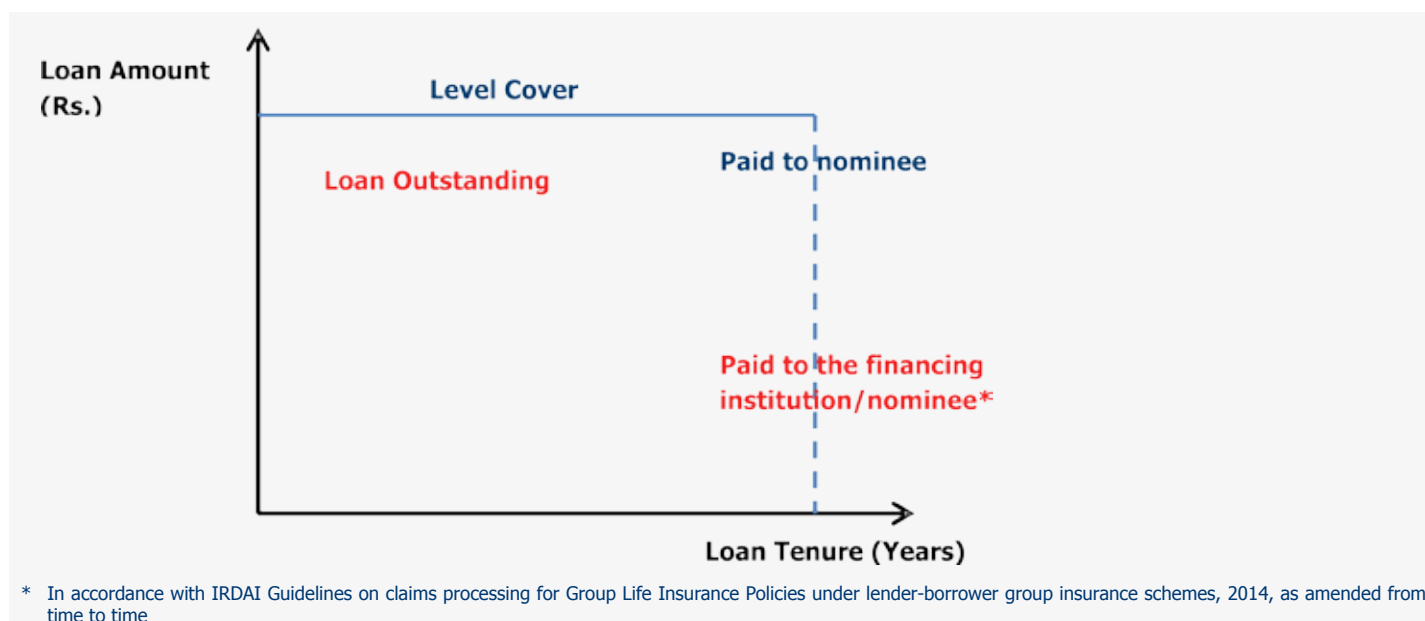 Loan Amount
(Rs.)
Level Cover
Paid to nominee
Loan Outstanding
Paid to the financing
institution/nominee*
Loan Tenure (Years)
* In accordance with IRDAI Guidelines on claims processing for Group Life Insurance Policies under lender-borrower group insurance schemes, 2014, as amended from
time to time